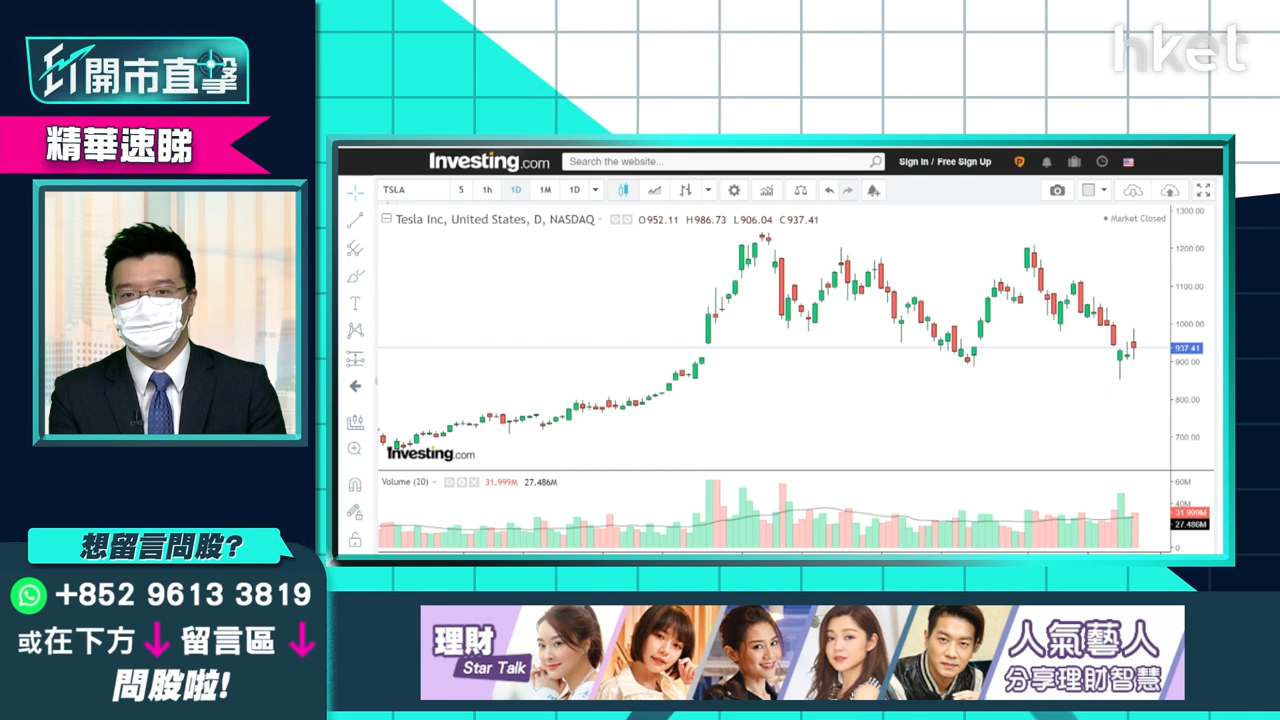 ET開市直擊
精華速睇
hket
Investing.com
Search the website...
Sign In / Free Sign Up
TSLA
5
1h
1D
1M
1D
Tesla Inc, United States, D, NASDAQ
O952.11 H986.73 L906.04 C937.41
Market Closed
1300.00
1200.00
1100.00
1000.00
937.41
900.00
800.00
700.00
Investing.com
Volume (20)
31.999M 27.486M
60M
40M
31.999M
27.486M
0
想留言問股?
+852 9613 3819
或在下方 留言區
問股啦!
理財
Star Talk
人氣藝人
分享理財智慧